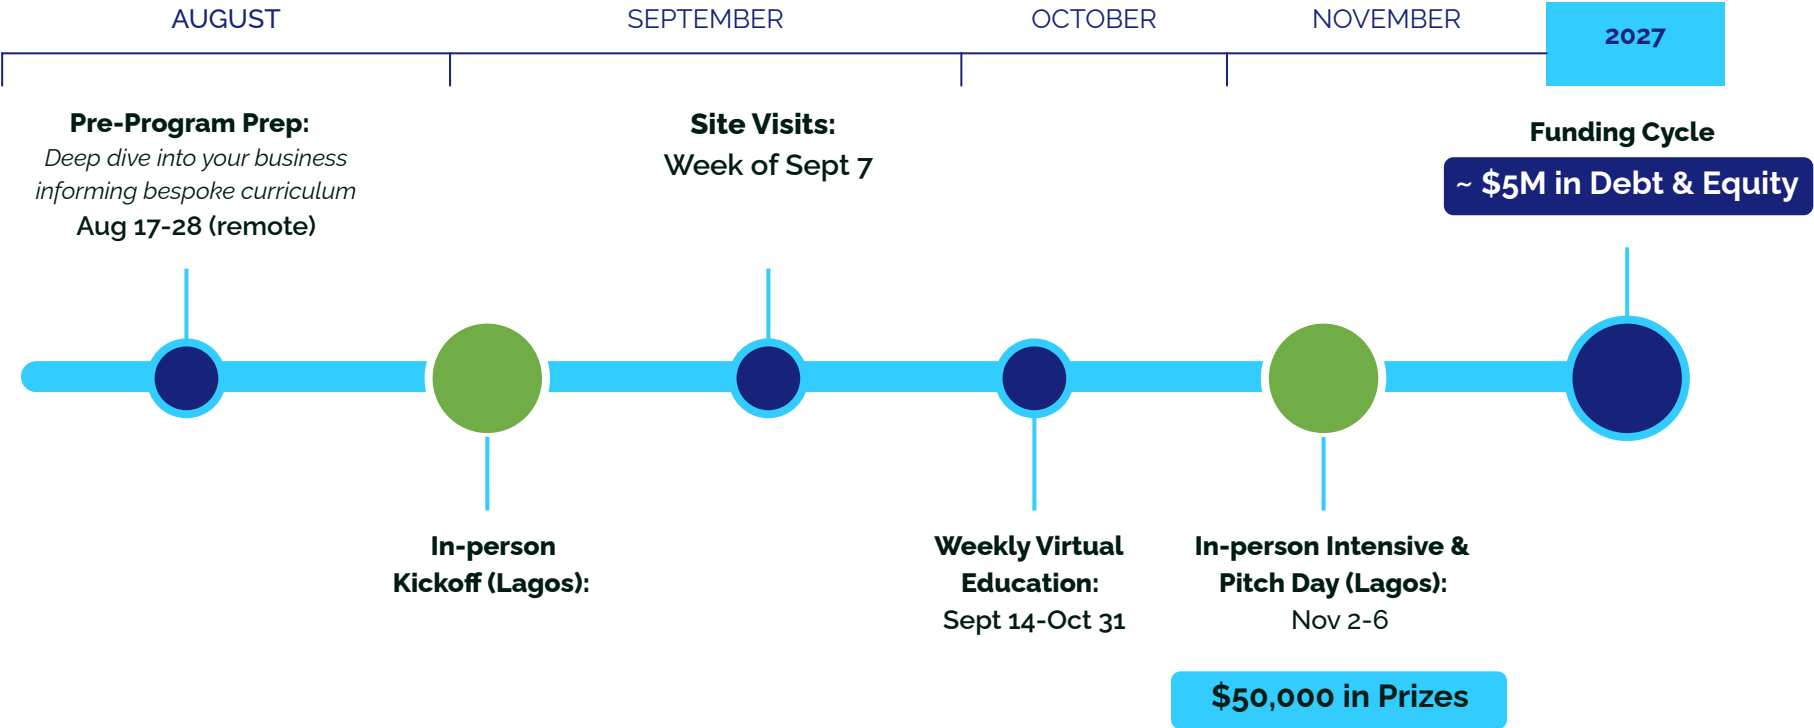 AUGUST
SEPTEMBER
OCTOBER
NOVEMBER
2027
Pre-Program Prep:
Deep dive into your business
informing bespoke curriculum
Aug 17-28 (remote)
Site Visits:
Week of Sept 7
Funding Cycle
~ $5M in Debt & Equity
In-person
Kickoff (Lagos):
Weekly Virtual
Education:
Sept 14-Oct 31
In-person Intensive &
Pitch Day (Lagos):
Nov 2-6
$50,000 in Prizes